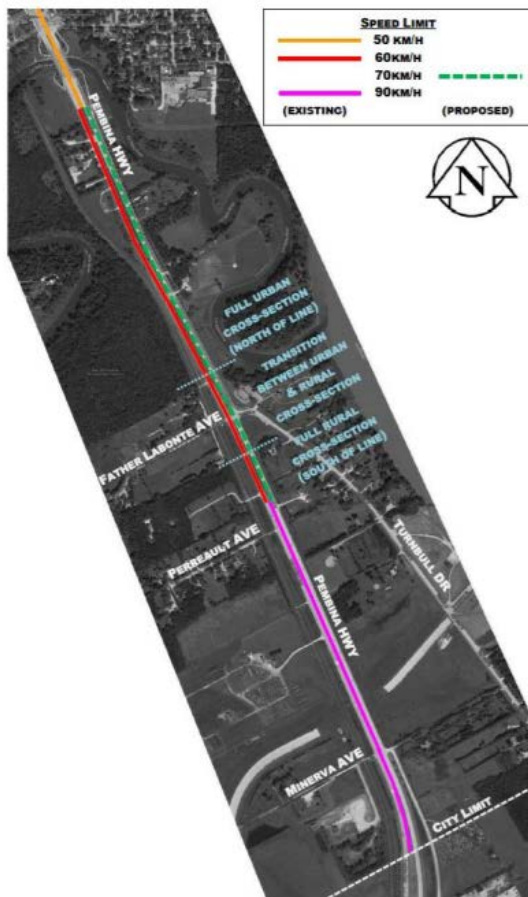 SPEED LIMIT
50 KM/H
60KM/H
70KM/H
90KM/H
(EXISTING)
(PROPOSED)
N
PEMBINA HWY
FULL URBAN
CROSS-SECTION
(NORTH OF LINE)
TRANSITION
BETWEEN URBAN
& RURAL
CROSS-SECTION
FATHER LABONTE AVE
FULL RURAL
CROSS-SECTION
(SOUTH OF LINE)
PERREAULT AVE
TURNBULL DR
PEMBINA HWY
MINERVA AVE
CITY LIMIT